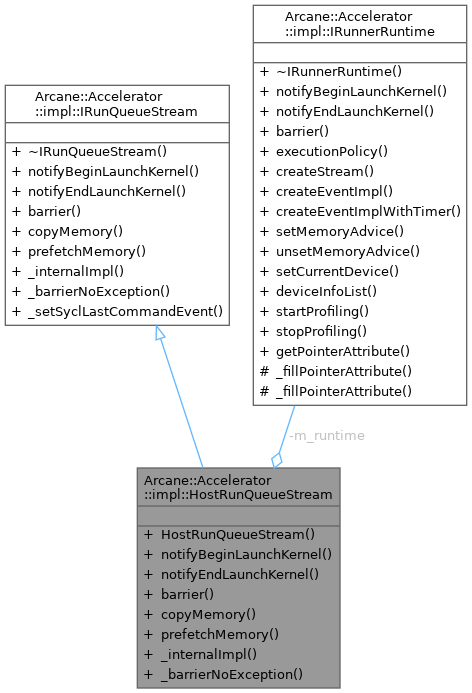 Arcane::Accelerator
::impl::IRunnerRuntime
+ ~IRunnerRuntime()
+ notifyBeginLaunchKernel()
+ notifyEndLaunchKernel()
+ barrier()
+ executionPolicy()
+ createStream()
+ createEventImpl()
+ createEventImplWithTimer()
+ setMemoryAdvice()
+ unsetMemoryAdvice()
+ setCurrentDevice()
+ deviceInfoList()
+ startProfiling()
+ stopProfiling()
+ getPointerAttribute()
# _fillPointerAttribute()
# _fillPointerAttribute()
Arcane::Accelerator
::impl::IRunQueueStream
+ ~IRunQueueStream()
+ notifyBeginLaunchKernel()
+ notifyEndLaunchKernel()
+ barrier()
+ copyMemory()
+ prefetchMemory()
+ _internalImpl()
+ _barrierNoException()
+ _setSyclLastCommandEvent()
-m_runtime
Arcane::Accelerator
::impl::HostRunQueueStream
+ HostRunQueueStream()
+ notifyBeginLaunchKernel()
+ notifyEndLaunchKernel()
+ barrier()
+ copyMemory()
+ prefetchMemory()
+ _internalImpl()
+ _barrierNoException()